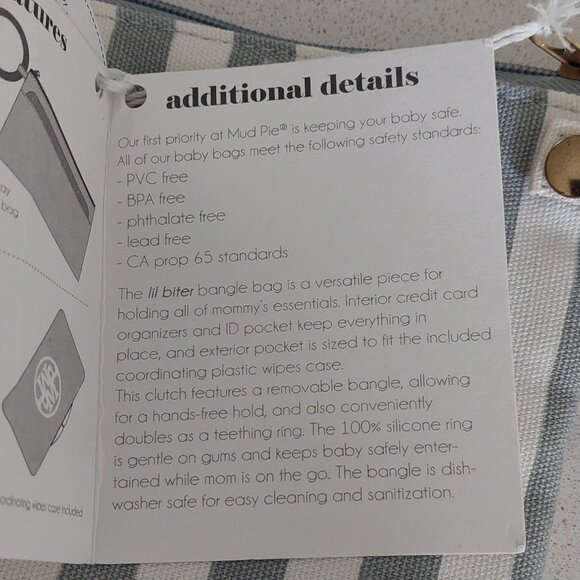 atures
bag
ordinating wipes case included
additional details
Our first priority at Mud Pie® is keeping your baby safe.
All of our baby bags meet the following safety standards:
- PVC free
- BPA free
- phthalate free
- lead free
- CA prop 65 standards
The lil biter bangle bag is a versatile piece for
holding all of mommy's essentials. Interior credit card
organizers and ID pocket keep everything in
place, and exterior pocket is sized to fit the included
coordinating plastic wipes case.
This clutch features a removable bangle, allowing
for a hands-free hold, and also conveniently
doubles as a teething ring. The 100% silicone ring
is gentle on gums and keeps baby safely enter-
tained while mom is on the go. The bangle is dish-
washer safe for easy cleaning and sanitization.